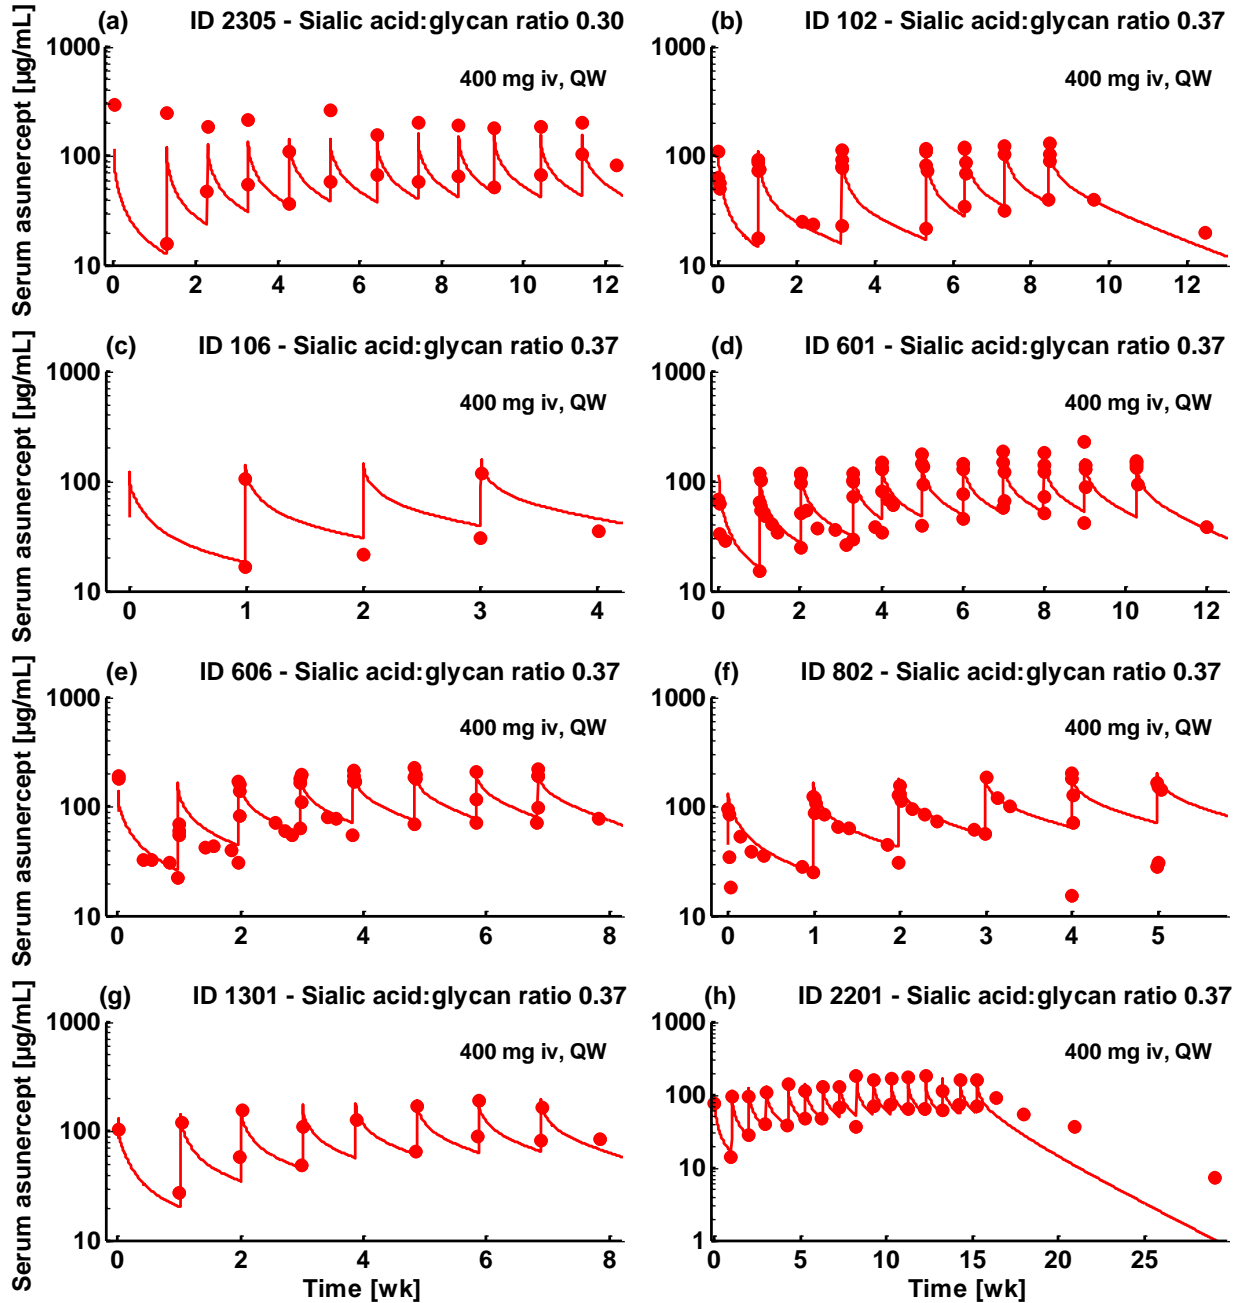 (a) ID 2305 - Sialic acid:glycan ratio 0.30
400 mg iv, QW
Serum asunercept [µg/mL]
1000
100
10
0 2 4 6 8 10 12
(b) ID 102 - Sialic acid:glycan ratio 0.37
400 mg iv, QW
1000
100
10
0 2 4 6 8 10 12
(c) ID 106 - Sialic acid:glycan ratio 0.37
400 mg iv, QW
Serum asunercept [µg/mL]
1000
100
10
0 1 2 3 4
(d) ID 601 - Sialic acid:glycan ratio 0.37
400 mg iv, QW
1000
100
10
0 2 4 6 8 10 12
(e) ID 606 - Sialic acid:glycan ratio 0.37
400 mg iv, QW
Serum asunercept [µg/mL]
1000
100
10
0 2 4 6 8
(f) ID 802 - Sialic acid:glycan ratio 0.37
400 mg iv, QW
1000
100
10
0 1 2 3 4 5
(g) ID 1301 - Sialic acid:glycan ratio 0.37
400 mg iv, QW
Serum asunercept [µg/mL]
1000
100
10
0 2 4 6 8
Time [wk]
(h) ID 2201 - Sialic acid:glycan ratio 0.37
400 mg iv, QW
1000
100
10
1
0 5 10 15 20 25
Time [wk]